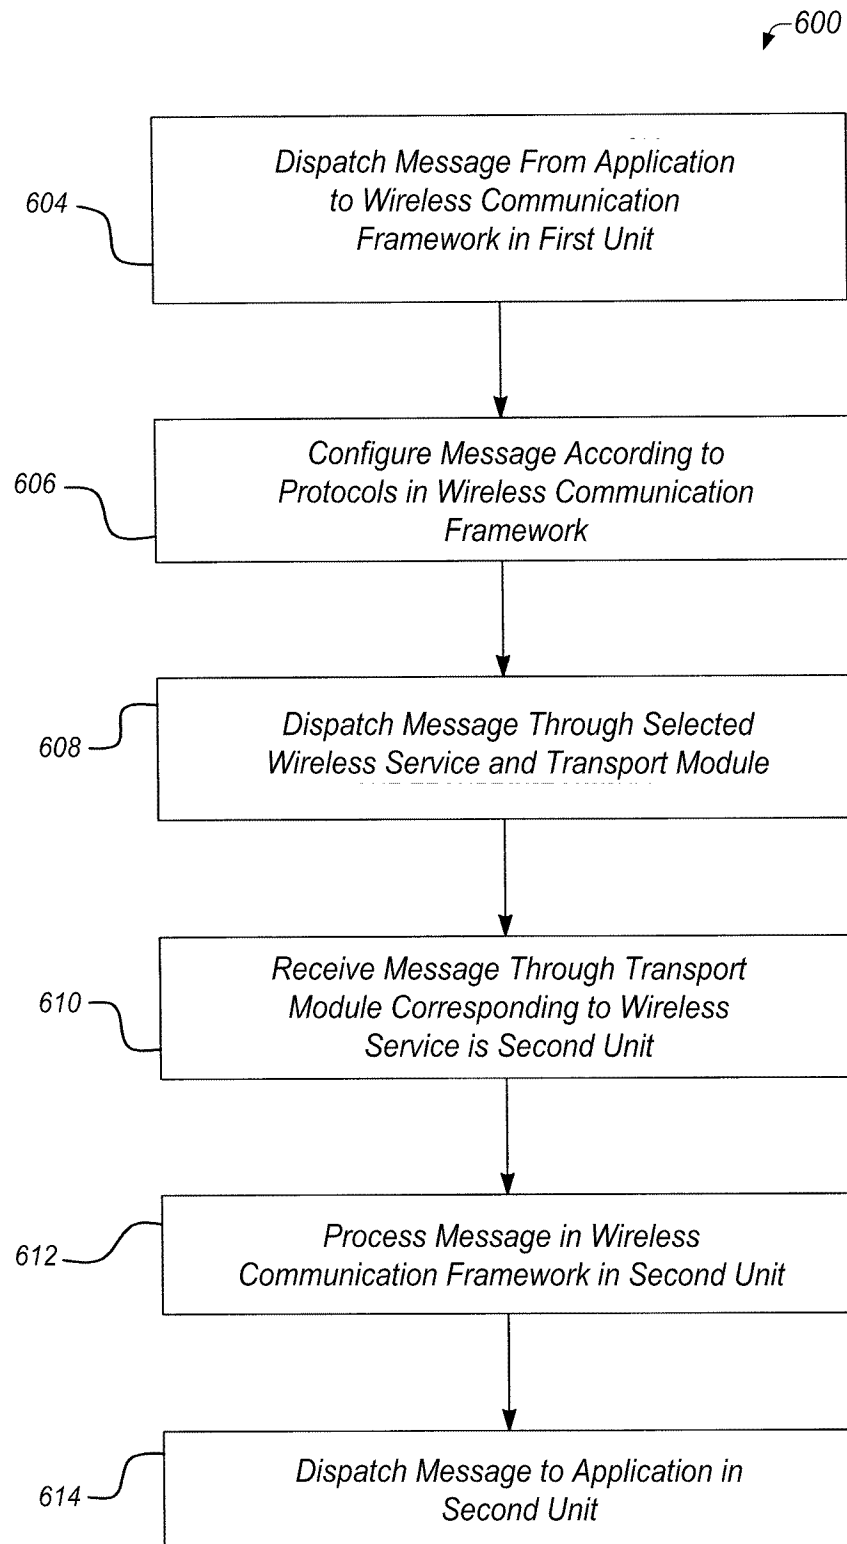 600
604
Dispatch Message From Application
to Wireless Communication
Framework in First Unit
606
Configure Message According to
Protocols in Wireless Communication
Framework
608
Dispatch Message Through Selected
Wireless Service and Transport Module
610
Receive Message Through Transport
Module Corresponding to Wireless
Service is Second Unit
612
Process Message in Wireless
Communication Framework in Second Unit
614
Dispatch Message to Application in
Second Unit